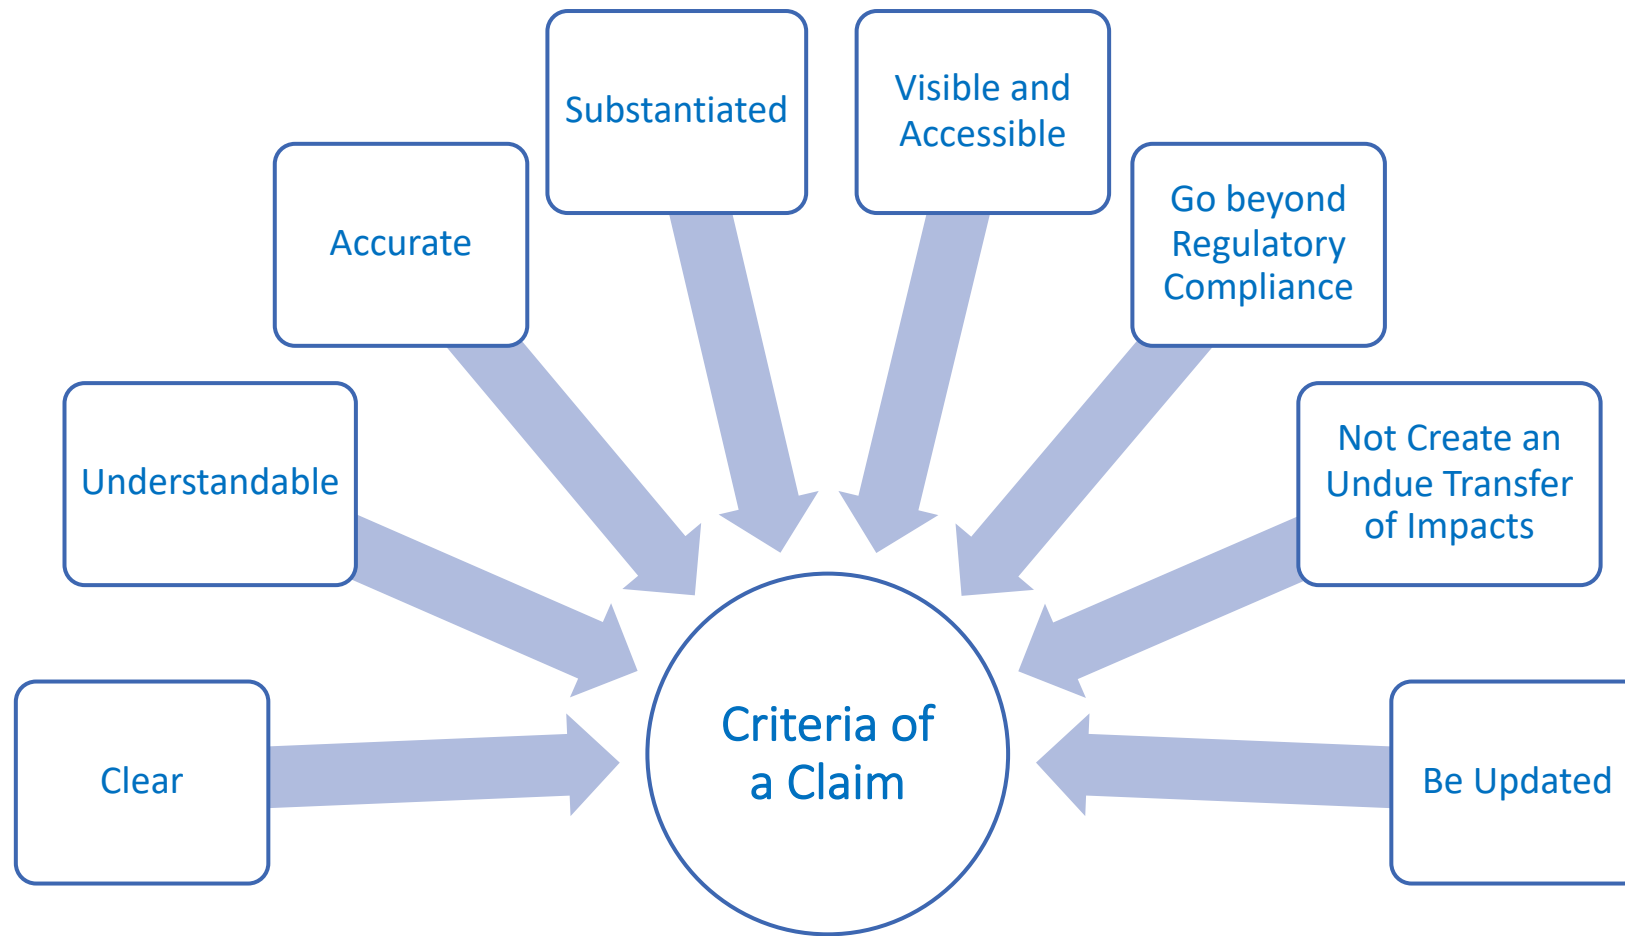 Substantiated
Visible and
Accessible
Accurate
Go beyond
Regulatory
Compliance
Understandable
Not Create an
Undue Transfer
of Impacts
Clear
Criteria of
a Claim
Be Updated